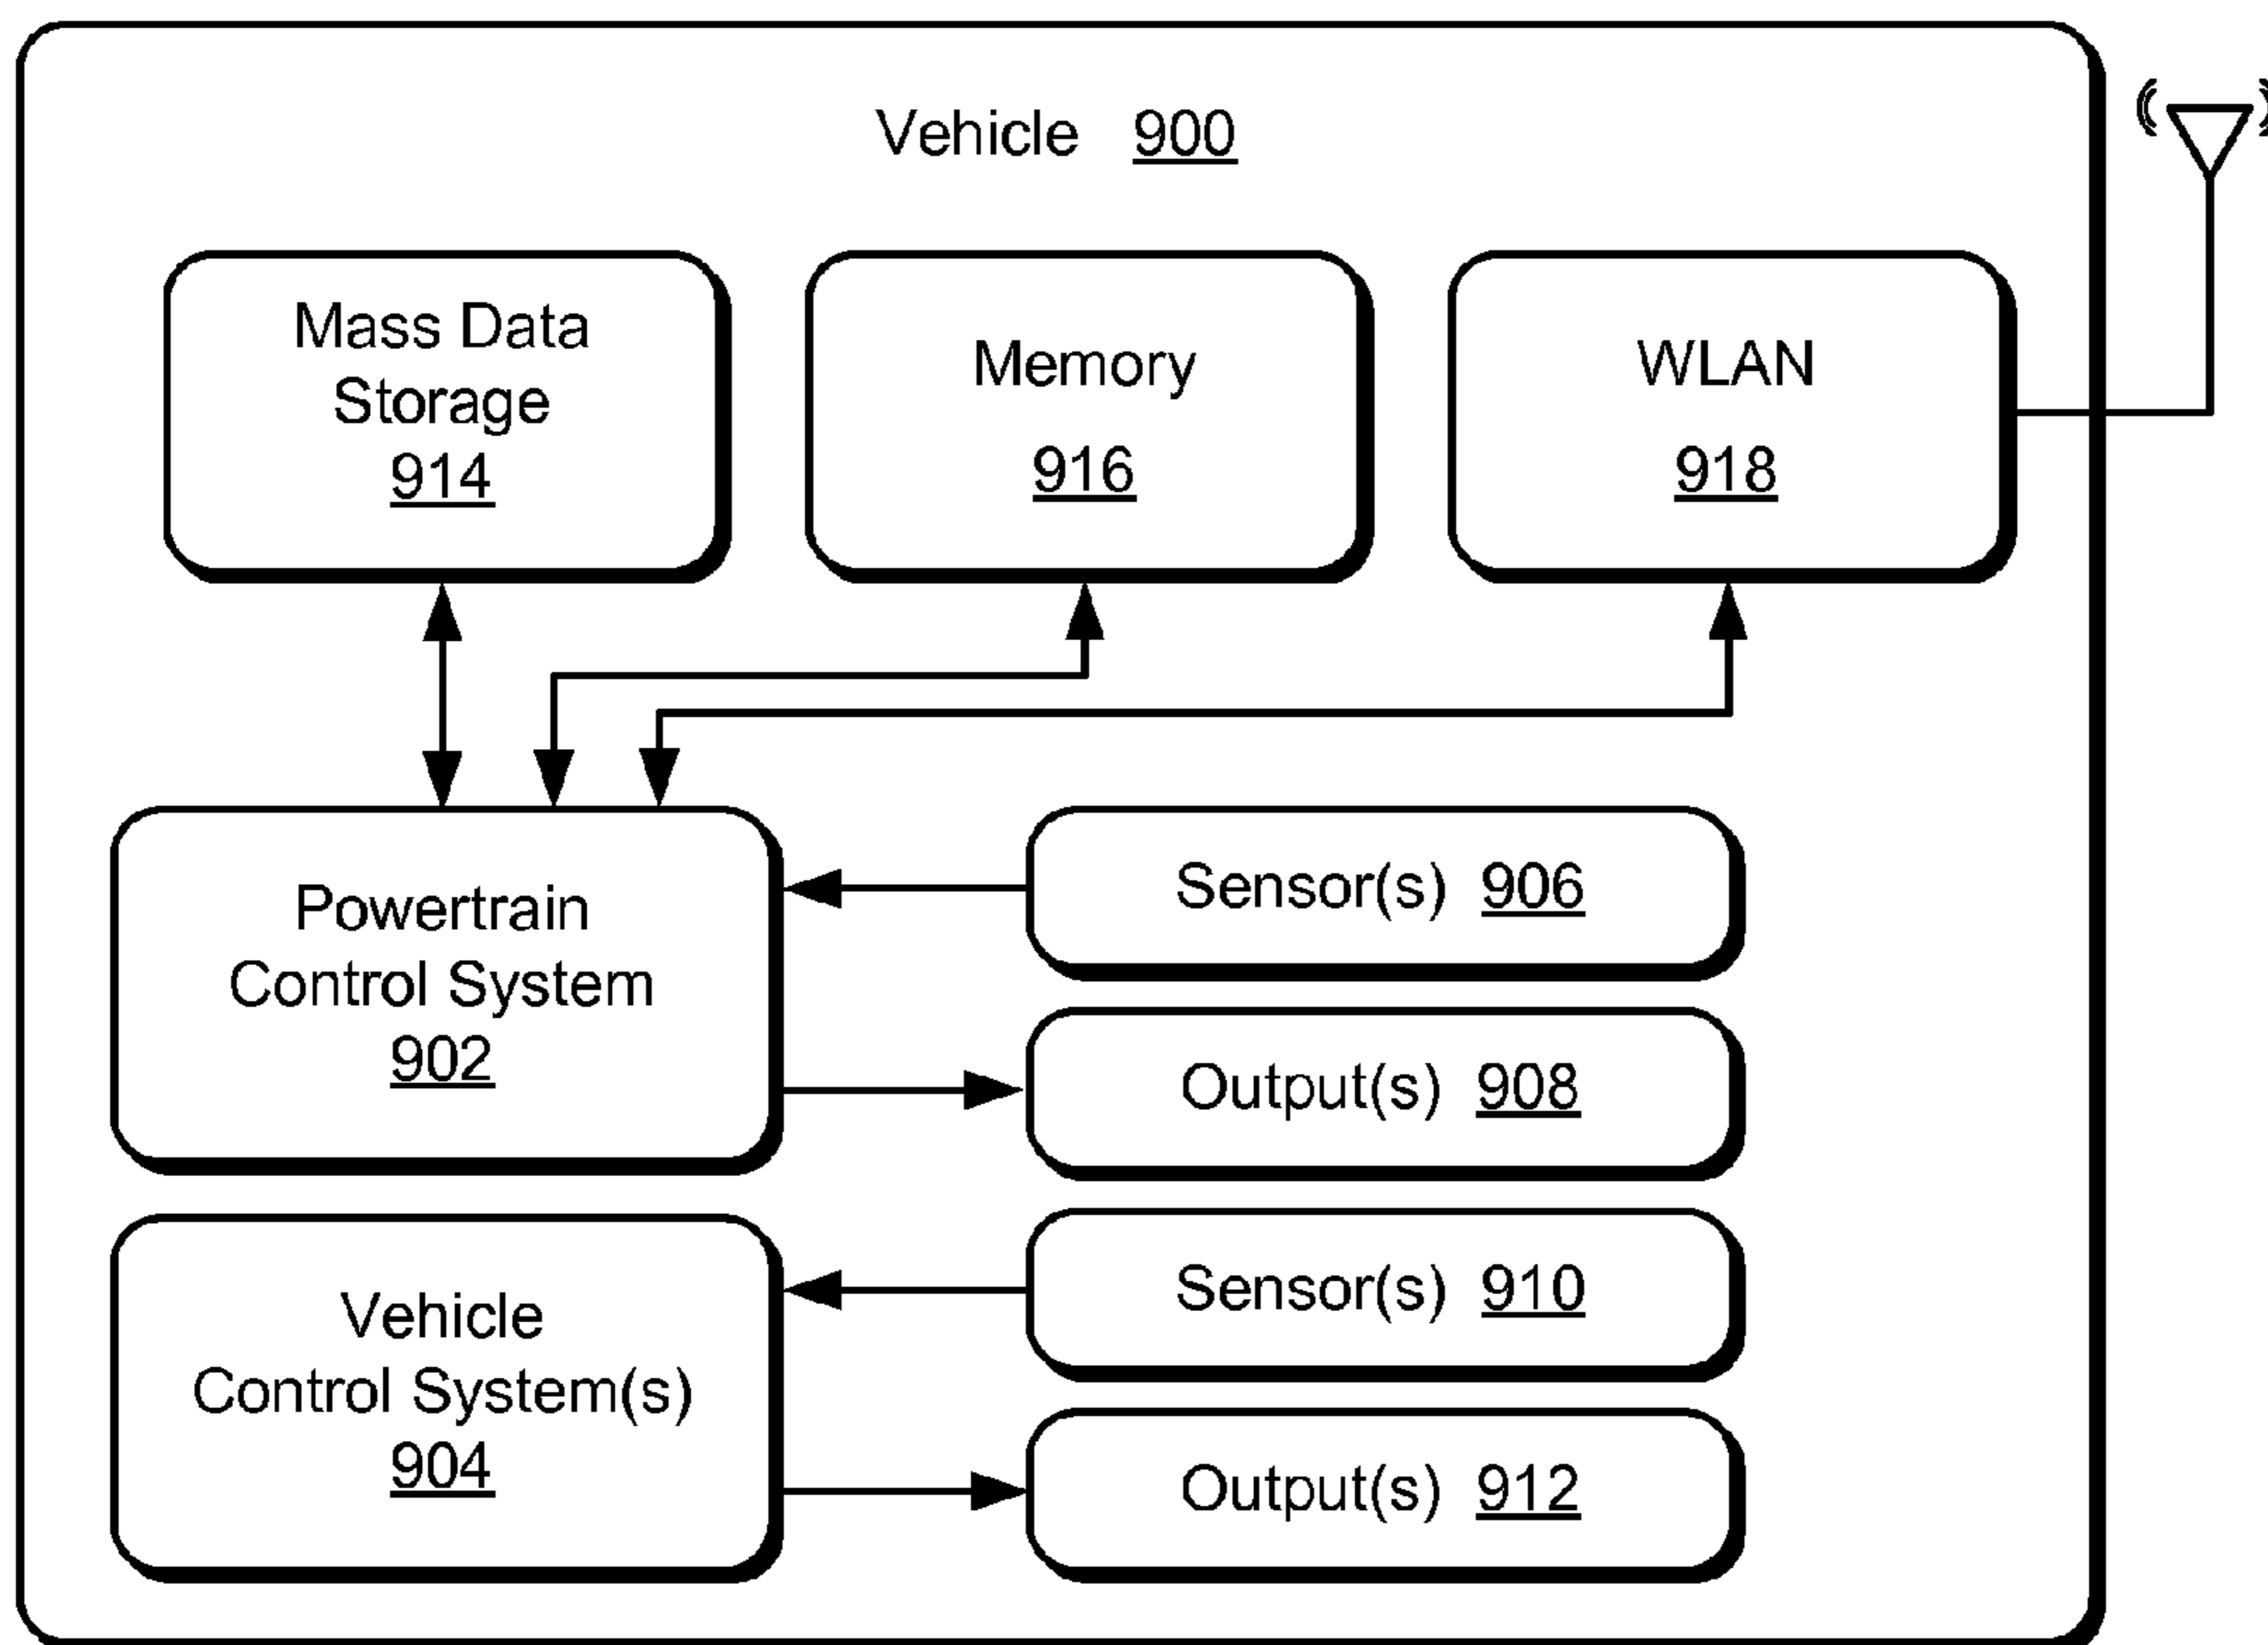 Vehicle 900
Mass Data
Storage
914
Memory
916
WLAN
918
Powertrain
Control System
902
Sensor(s) 906
Output(s) 908
Vehicle
Control System(s)
904
Sensor(s) 910
Output(s) 912